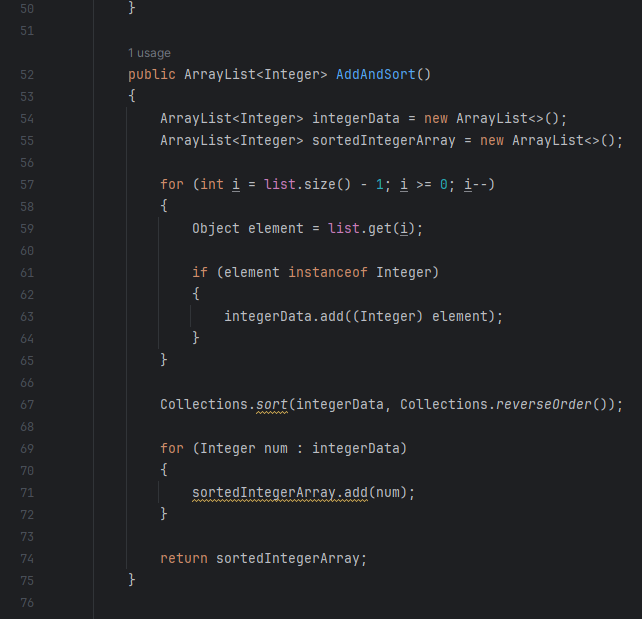 50 }
51
1 usage
52 public ArrayList<Integer> AddAndSort()
53 {
54 ArrayList<Integer> integerData = new ArrayList<>();
55 ArrayList<Integer> sortedIntegerArray = new ArrayList<>();
56
57 for (int i = list.size() - 1; i >= 0; i--)
58 {
59 Object element = list.get(i);
60
61 if (element instanceof Integer)
62 {
63 integerData.add((Integer) element);
64 }
65 }
66
67 Collections.sort(integerData, Collections.reverseOrder());
68
69 for (Integer num : integerData)
70 {
71 sortedIntegerArray.add(num);
72 }
73
74 return sortedIntegerArray;
75 }
76